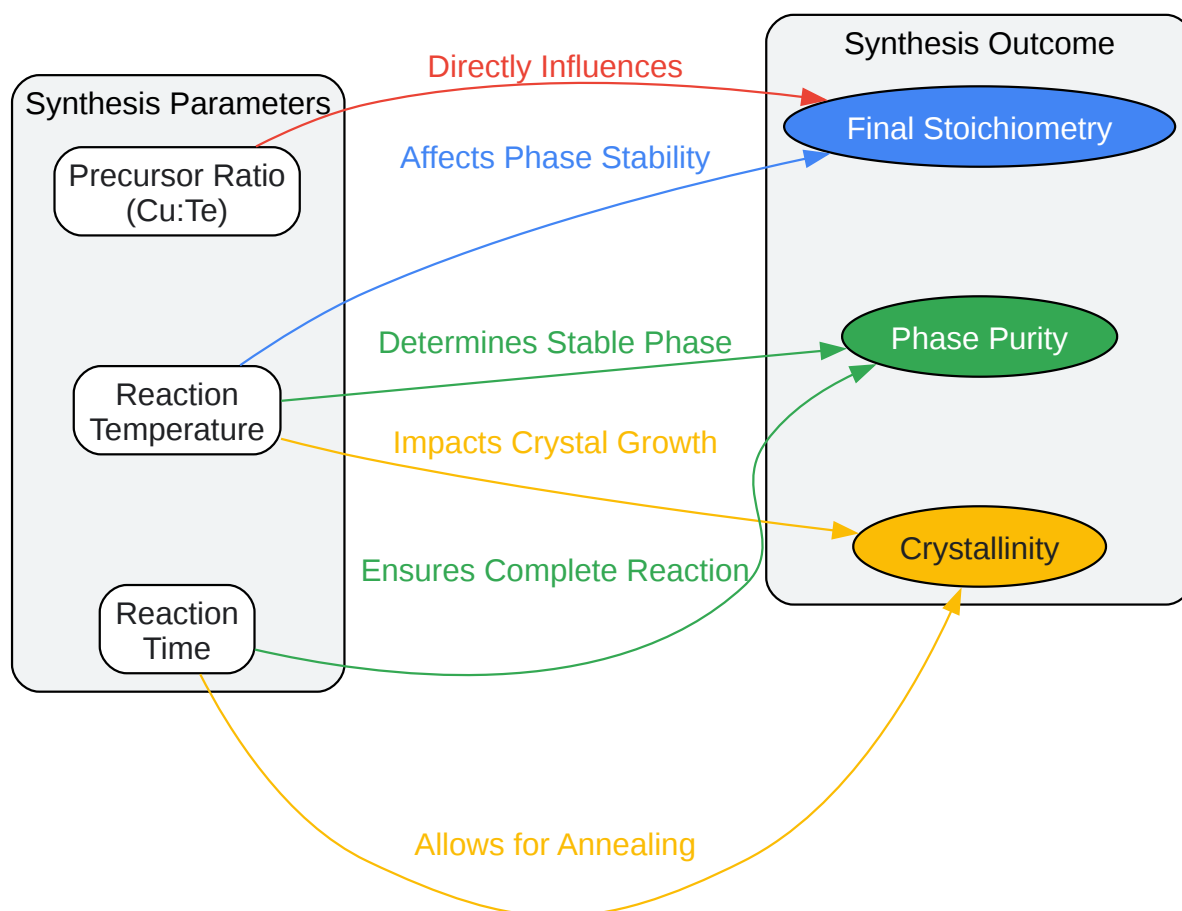 Synthesis Parameters
Precursor Ratio
(Cu:Te)
Reaction
Temperature
Reaction
Time
Directly Influences
Affects Phase Stability
Determines Stable Phase
Impacts Crystal Growth
Ensures Complete Reaction
Allows for Annealing
Synthesis Outcome
Final Stoichiometry
Phase Purity
Crystallinity